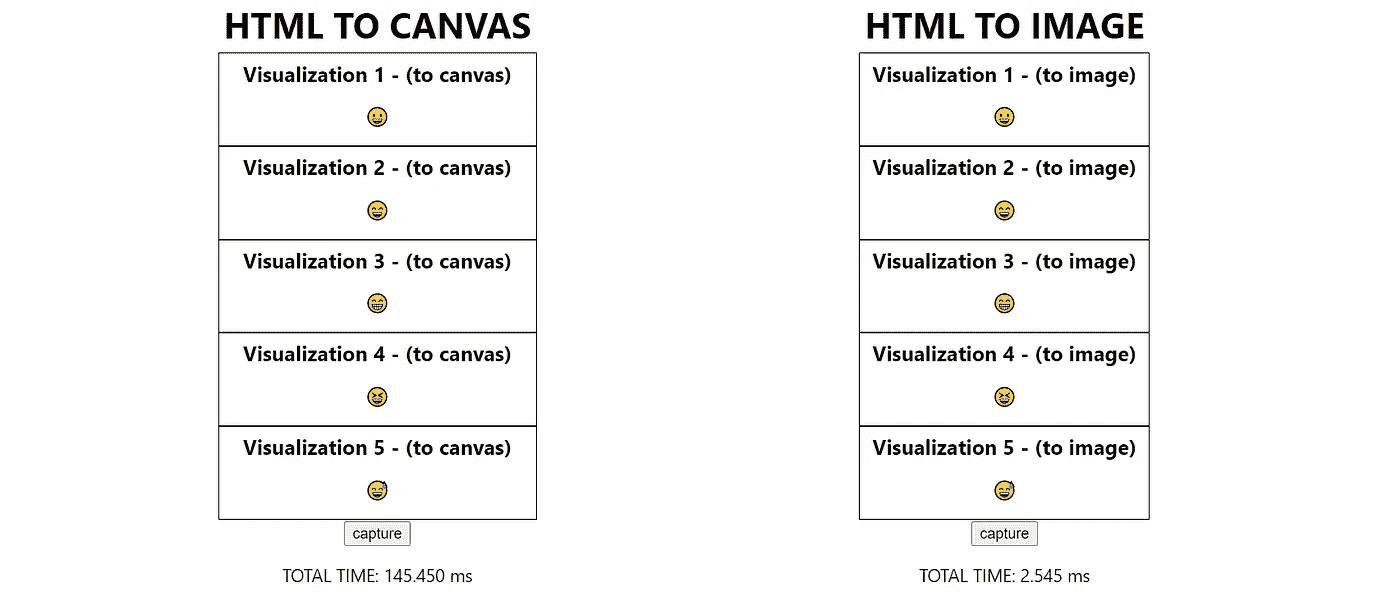 HTML TO CANVAS
Visualization 1 - (to canvas)
😀
Visualization 2 - (to canvas)
😄
Visualization 3 - (to canvas)
😁
Visualization 4 - (to canvas)
😆
Visualization 5 - (to canvas)
😅
capture
TOTAL TIME: 145.450 ms
HTML TO IMAGE
Visualization 1 - (to image)
😀
Visualization 2 - (to image)
😄
Visualization 3 - (to image)
😁
Visualization 4 - (to image)
😆
Visualization 5 - (to image)
😅
capture
TOTAL TIME: 2.545 ms